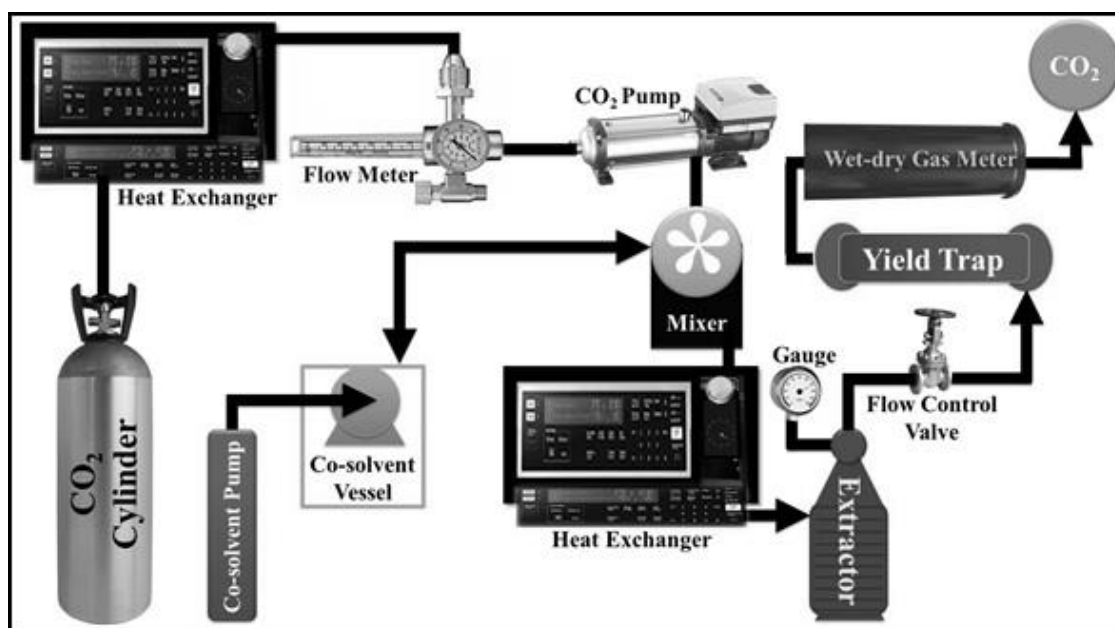 CO₂
CO₂ Pump
Flow Meter
Wet-dry Gas Meter
Heat Exchanger
Yield Trap
Mixer
Gauge
Flow Control
Valve
CO₂
Cylinder
Co-solvent Pump
Co-solvent
Vessel
Heat Exchanger
Extractor